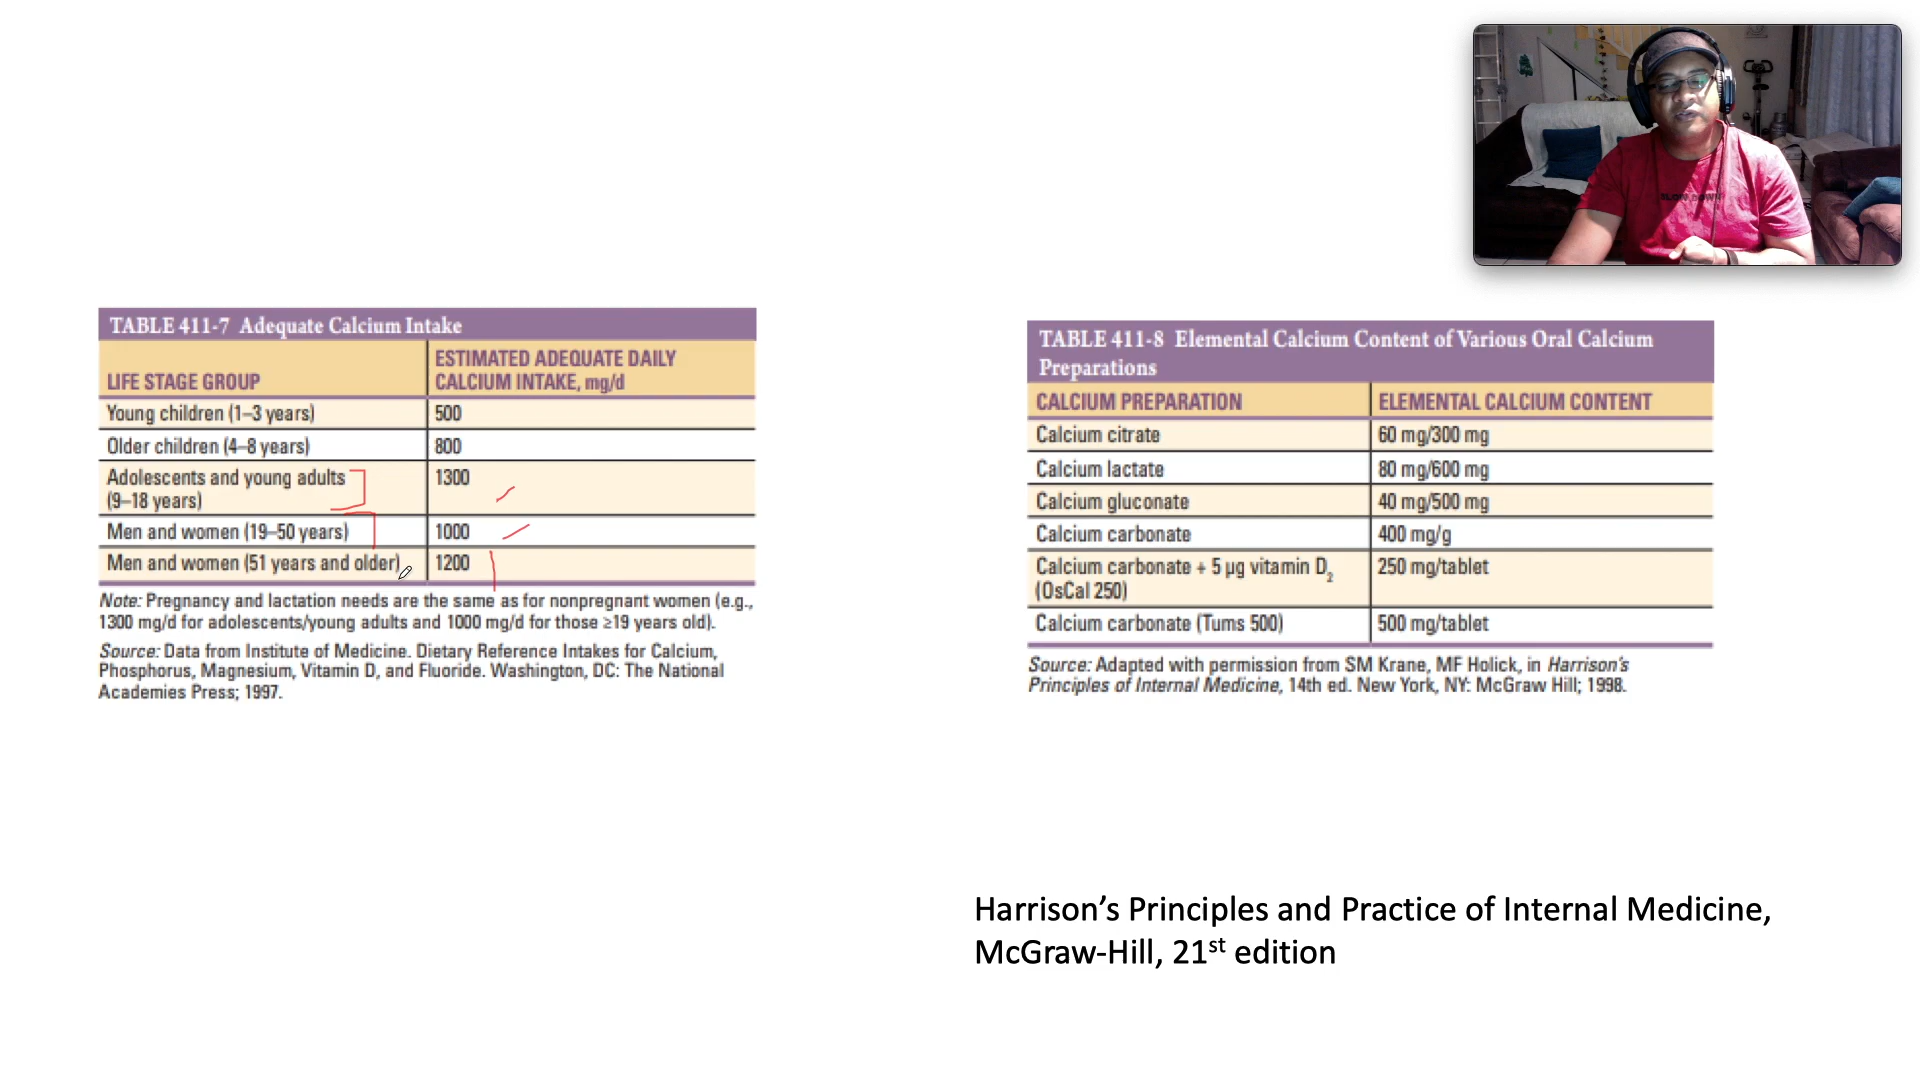 TABLE 411-7 Adequate Calcium Intake
LIFE STAGE GROUP
ESTIMATED ADEQUATE DAILY
CALCIUM INTAKE, mg/d
Young children (1–3 years) 500
Older children (4–8 years) 800
Adolescents and young adults 1300
(9–18 years)
Men and women (19–50 years) 1000
Men and women (51 years and older) 1200
Note: Pregnancy and lactation needs are the same as for nonpregnant women (e.g.,
1300 mg/d for adolescents/young adults and 1000 mg/d for those ≥19 years old).
Source: Data from Institute of Medicine. Dietary Reference Intakes for Calcium,
Phosphorus, Magnesium, Vitamin D, and Fluoride. Washington, DC: The National
Academies Press; 1997.
TABLE 411-8 Elemental Calcium Content of Various Oral Calcium
Preparations
CALCIUM PREPARATION ELEMENTAL CALCIUM CONTENT
Calcium citrate 60 mg/300 mg
Calcium lactate 80 mg/600 mg
Calcium gluconate 40 mg/500 mg
Calcium carbonate 400 mg/g
Calcium carbonate + 5 μg vitamin D₂ 250 mg/tablet
(OsCal 250)
Calcium carbonate (Tums 500) 500 mg/tablet
Source: Adapted with permission from SM Krane, MF Holick, in Harrison's
Principles of Internal Medicine, 14th ed. New York, NY: McGraw Hill; 1998.
Harrison’s Principles and Practice of Internal Medicine,
McGraw-Hill, 21st edition
SLOW DOWN